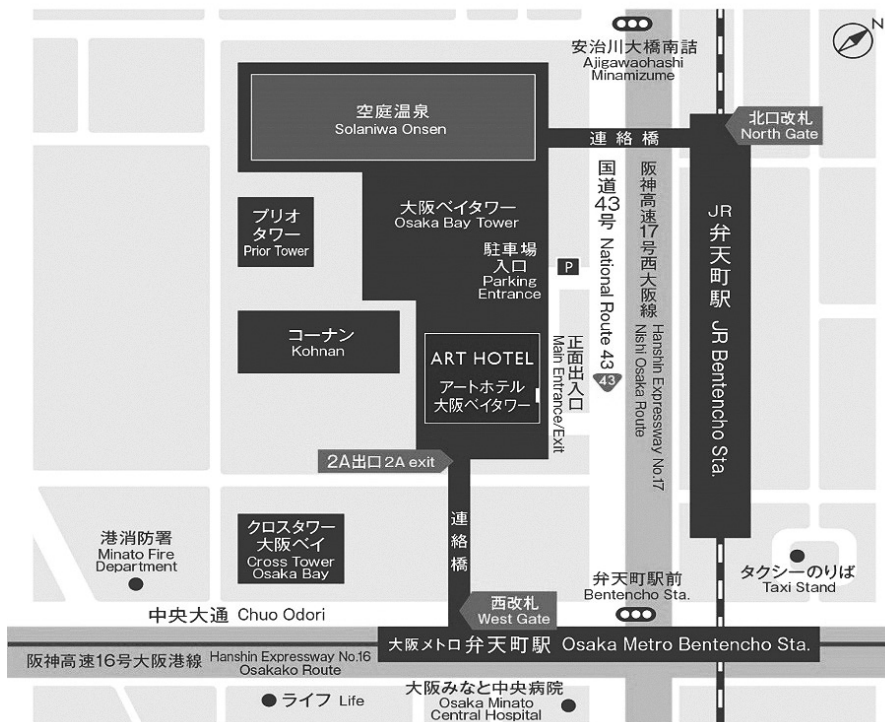 N
安治川大橋南詰
Ajigawaohashi
Minamizume
空庭温泉
Solaniwa Onsen
連絡橋
北口改札
North Gate
プリオ
タワー
Prior Tower
大阪ベイタワー
Osaka Bay Tower
駐車場
入口
Parking
Entrance
P
国道43号 National Route 43
43
阪神高速17号西大阪線
Hanshin Expressway No.17
Nishi Osaka Route
JR 弁天町駅 JR Bentencho Sta.
コーナン
Kohnan
ART HOTEL
アートホテル
大阪ベイタワー
正面出入口
Main Entrance/Exit
2A出口 2A exit
連絡橋
港消防署
Minato Fire
Department
クロスタワー
大阪ベイ
Cross Tower
Osaka Bay
弁天町駅前
Bentencho Sta.
タクシーのりば
Taxi Stand
西改札
West Gate
中央大通 Chuo Odori
大阪メトロ 弁天町駅 Osaka Metro Bentencho Sta.
阪神高速16号大阪港線 Hanshin Expressway No.16
Osakako Route
ライフ Life
大阪みなと中央病院
Osaka Minato
Central Hospital